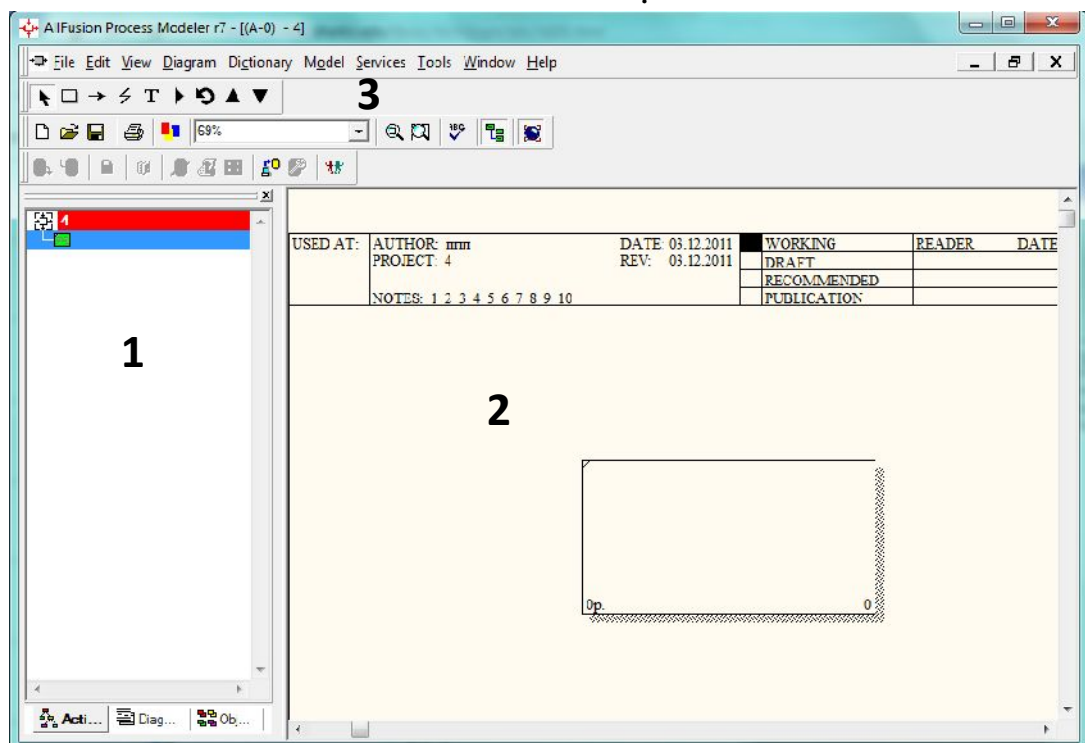 AllFusion Process Modeler r7 - [(A-0) - 4]
File Edit View Diagram Dictionary Model Services Tools Window Help
3
69%
4
USED AT: AUTHOR: ппп DATE: 03.12.2011 WORKING READER DATE
PROJECT: 4 REV: 03.12.2011 DRAFT
RECOMMENDED
NOTES: 1 2 3 4 5 6 7 8 9 10 PUBLICATION
1
2
0р. 0
Acti... Diag... Ob...